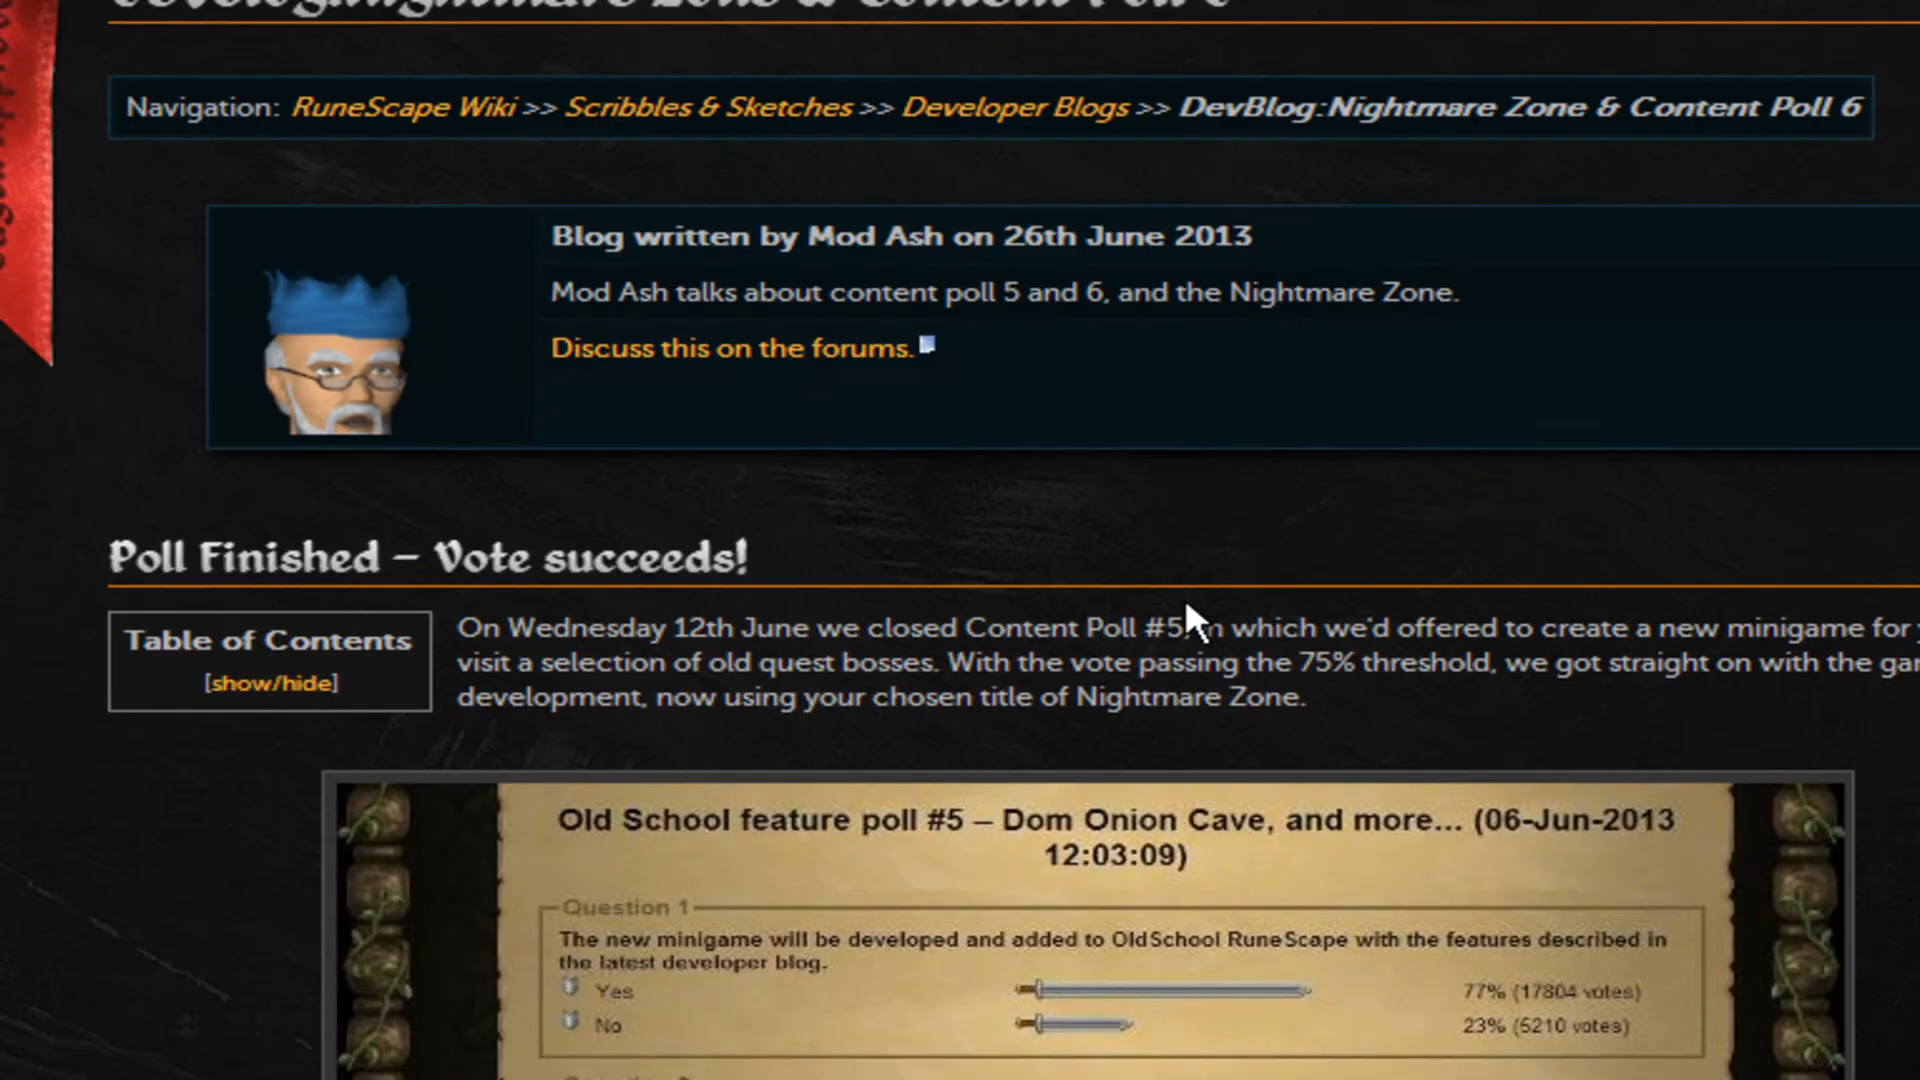 Navigation: RuneScape Wiki >> Scribbles & Sketches >> Developer Blogs >> DevBlog:Nightmare Zone & Content Poll 6
Blog written by Mod Ash on 26th June 2013
Mod Ash talks about content poll 5 and 6, and the Nightmare Zone.
Discuss this on the forums.
Poll Finished – Vote succeeds!
Table of Contents
[show/hide]
On Wednesday 12th June we closed Content Poll #5, in which we'd offered to create a new minigame for
visit a selection of old quest bosses. With the vote passing the 75% threshold, we got straight on with the
development, now using your chosen title of Nightmare Zone.
Old School feature poll #5 – Dom Onion Cave, and more... (06-Jun-2013
12:03:09)
Question 1
The new minigame will be developed and added to OldSchool RuneScape with the features described in
the latest developer blog.
Yes 77% (17804 votes)
No 23% (5210 votes)